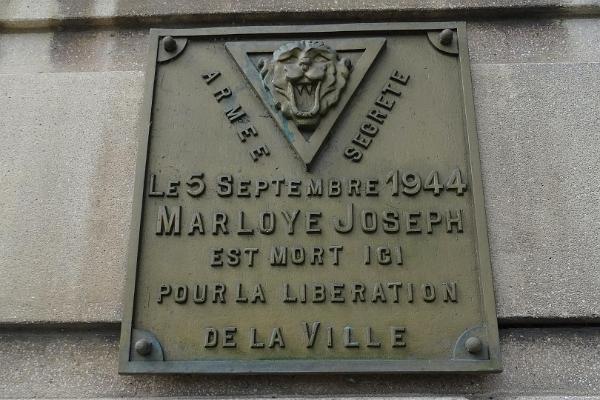 ARMEE SECRETE
LE 5 SEPTEMBRE 1944
MARLOYE JOSEPH
EST MORT ICI
POUR LA LIBERATION
DE LA VILLE